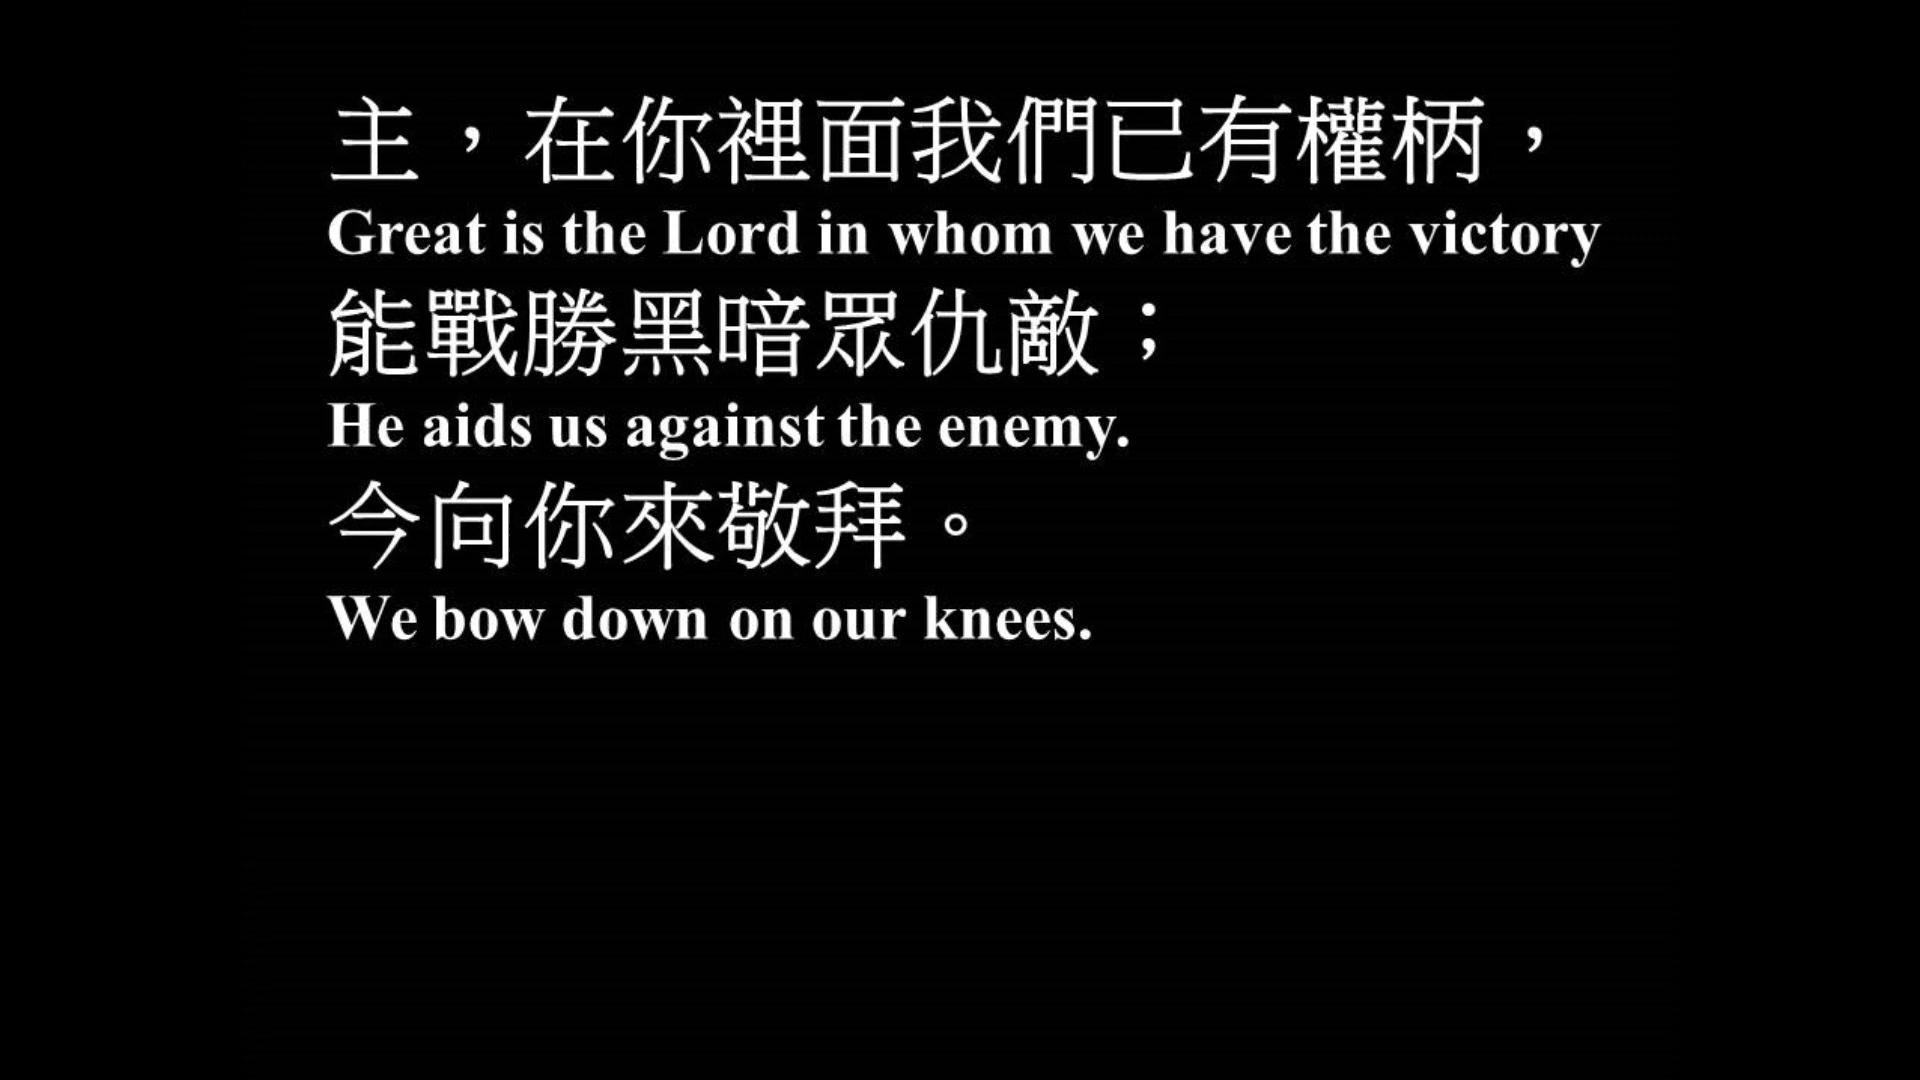 主，在你裡面我們已有權柄，
Great is the Lord in whom we have the victory
能戰勝黑暗眾仇敵；
He aids us against the enemy.
今向你來敬拜。
We bow down on our knees.